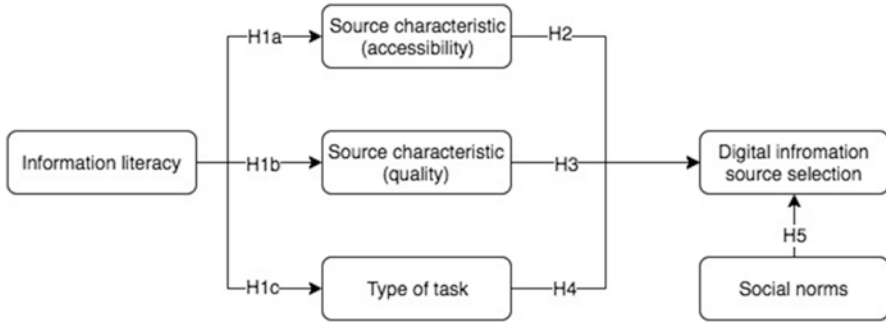 H1a
Source characteristic
(accessibility)
H2
Information literacy
H1b
Source characteristic
(quality)
H3
Digital infromation
source selection
H5
H1c
Type of task
H4
Social norms